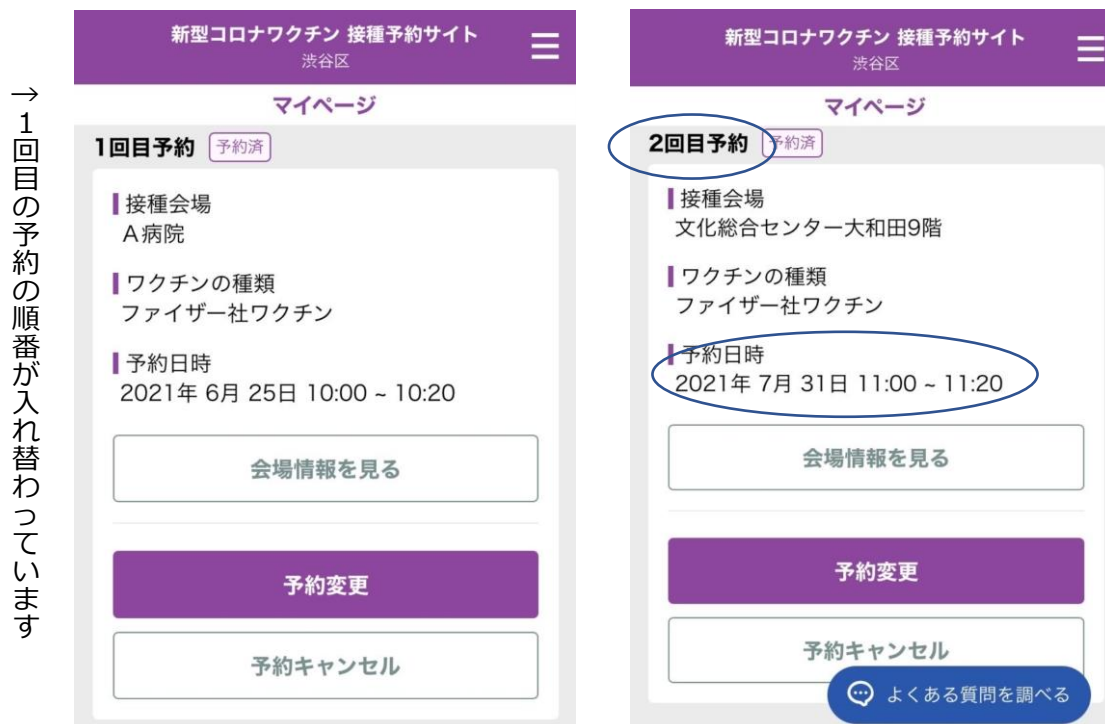 →1回目の予約の順番が入れ替わっています
新型コロナワクチン 接種予約サイト
渋谷区
マイページ
1回目予約 予約済
接種会場
A病院
ワクチンの種類
ファイザー社ワクチン
予約日時
2021年 6月 25日 10:00 ~ 10:20
会場情報を見る
予約変更
予約キャンセル
新型コロナワクチン 接種予約サイト
渋谷区
マイページ
2回目予約 予約済
接種会場
文化総合センター大和田9階
ワクチンの種類
ファイザー社ワクチン
予約日時
2021年 7月 31日 11:00 ~ 11:20
会場情報を見る
予約変更
予約キャンセル
よくある質問を調べる